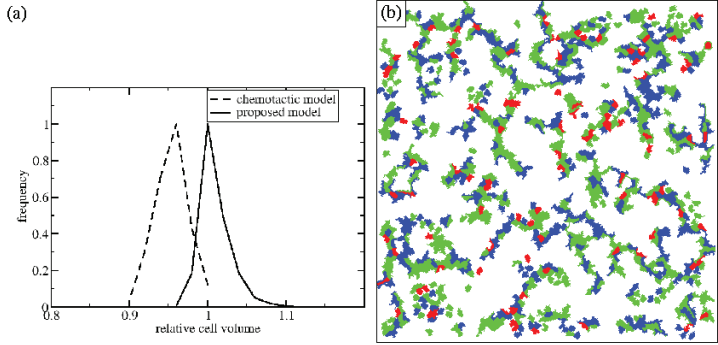 (a)
(b)
chemotactic model
proposed model
1
0.8
0.6
0.4
0.2
0
frequency
0.8
0.9
1
1.1
relative cell volume